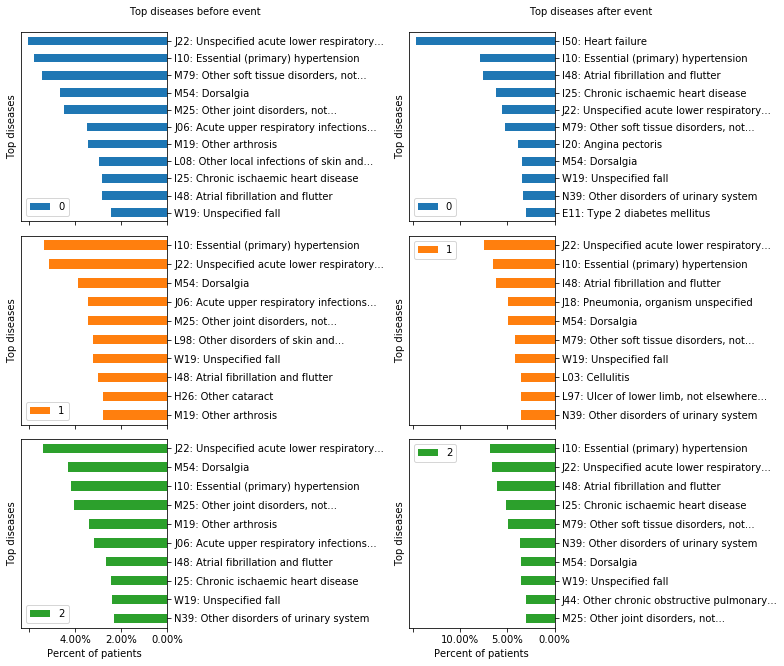 Top diseases before event
Top diseases after event
Top diseases
J22: Unspecified acute lower respiratory...
I10: Essential (primary) hypertension
M79: Other soft tissue disorders, not...
M54: Dorsalgia
M25: Other joint disorders, not...
J06: Acute upper respiratory infections...
M19: Other arthrosis
L08: Other local infections of skin and...
I25: Chronic ischaemic heart disease
I48: Atrial fibrillation and flutter
W19: Unspecified fall
0
Top diseases
I50: Heart failure
I10: Essential (primary) hypertension
I48: Atrial fibrillation and flutter
I25: Chronic ischaemic heart disease
J22: Unspecified acute lower respiratory...
M79: Other soft tissue disorders, not...
I20: Angina pectoris
M54: Dorsalgia
W19: Unspecified fall
N39: Other disorders of urinary system
E11: Type 2 diabetes mellitus
0
Top diseases
I10: Essential (primary) hypertension
J22: Unspecified acute lower respiratory...
M54: Dorsalgia
J06: Acute upper respiratory infections...
M25: Other joint disorders, not...
L98: Other disorders of skin and...
W19: Unspecified fall
I48: Atrial fibrillation and flutter
H26: Other cataract
M19: Other arthrosis
1
Top diseases
J22: Unspecified acute lower respiratory...
I10: Essential (primary) hypertension
I48: Atrial fibrillation and flutter
J18: Pneumonia, organism unspecified
M54: Dorsalgia
M79: Other soft tissue disorders, not...
W19: Unspecified fall
L03: Cellulitis
L97: Ulcer of lower limb, not elsewhere...
N39: Other disorders of urinary system
1
Top diseases
J22: Unspecified acute lower respiratory...
M54: Dorsalgia
I10: Essential (primary) hypertension
M25: Other joint disorders, not...
M19: Other arthrosis
J06: Acute upper respiratory infections...
I48: Atrial fibrillation and flutter
I25: Chronic ischaemic heart disease
W19: Unspecified fall
N39: Other disorders of urinary system
2
4.00% 2.00% 0.00%
Percent of patients
Top diseases
I10: Essential (primary) hypertension
J22: Unspecified acute lower respiratory...
I48: Atrial fibrillation and flutter
I25: Chronic ischaemic heart disease
M79: Other soft tissue disorders, not...
N39: Other disorders of urinary system
M54: Dorsalgia
W19: Unspecified fall
J44: Other chronic obstructive pulmonary...
M25: Other joint disorders, not...
2
10.00% 5.00% 0.00%
Percent of patients